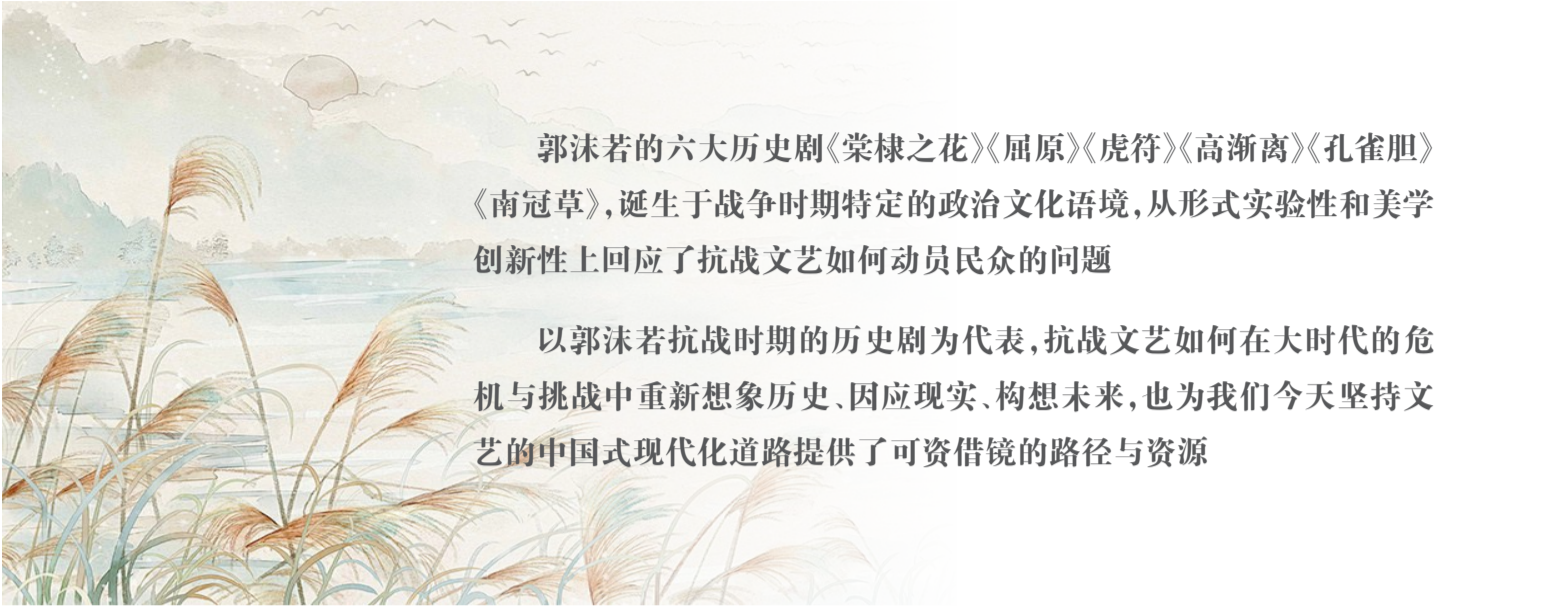 郭沫若的六大历史剧《棠棣之花》《屈原》《虎符》《高渐离》《孔雀胆》
《南冠草》，诞生于战争时期特定的政治文化语境，从形式实验性和美学
创新性上回应了抗战文艺如何动员民众的问题
以郭沫若抗战时期的历史剧为代表，抗战文艺如何在大时代的危
机与挑战中重新想象历史、因应现实、构想未来，也为我们今天坚持文
艺的中国式现代化道路提供了可资借镜的路径与资源